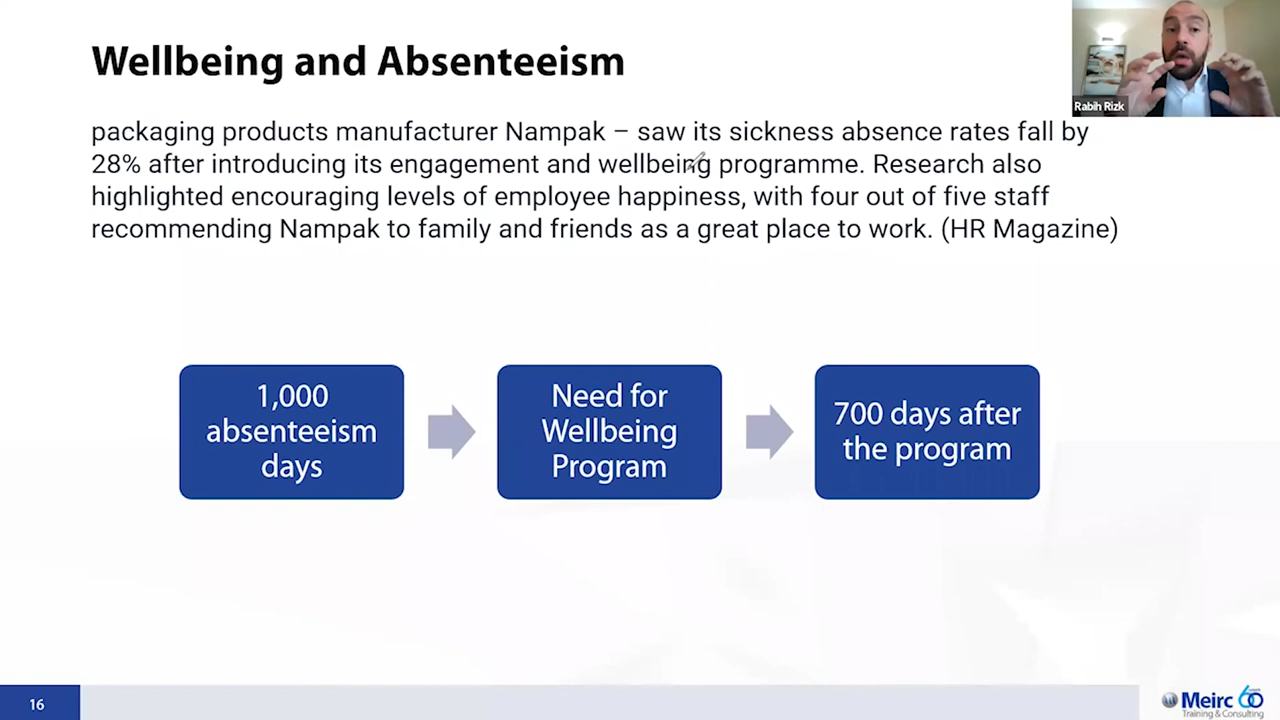 Wellbeing and Absenteeism
Rabih Rizk
packaging products manufacturer Nampak – saw its sickness absence rates fall by
28% after introducing its engagement and wellbeing programme. Research also
highlighted encouraging levels of employee happiness, with four out of five staff
recommending Nampak to family and friends as a great place to work. (HR Magazine)
1,000
absenteeism
days
Need for
Wellbeing
Program
700 days after
the program
16
Meirc 60
Training & Consulting